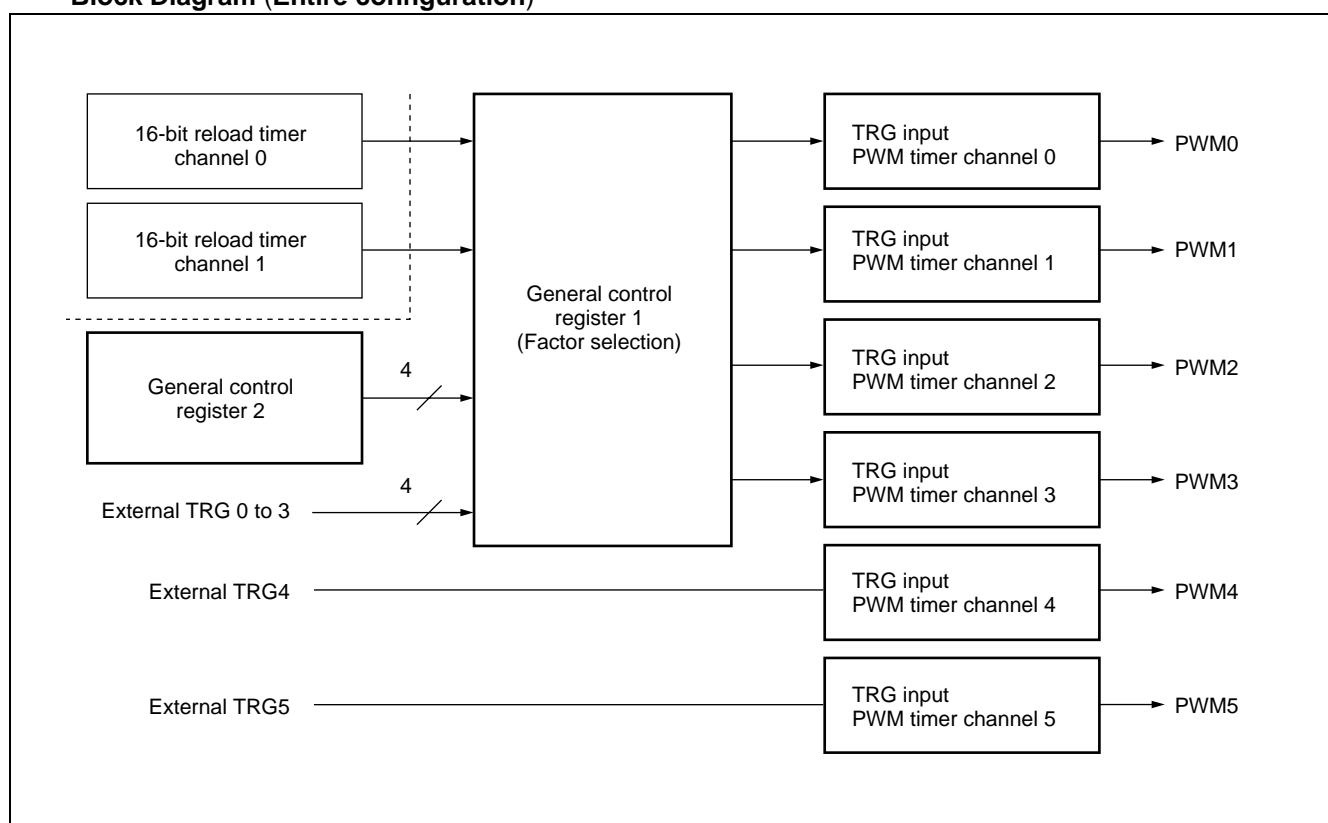 Block Diagram (Entire configuration)
16-bit reload timer
channel 0
16-bit reload timer
channel 1
General control
register 2
4
External TRG 0 to 3
4
External TRG4
External TRG5
General control
register 1
(Factor selection)
TRG input
PWM timer channel 0
PWM0
TRG input
PWM timer channel 1
PWM1
TRG input
PWM timer channel 2
PWM2
TRG input
PWM timer channel 3
PWM3
TRG input
PWM timer channel 4
PWM4
TRG input
PWM timer channel 5
PWM5